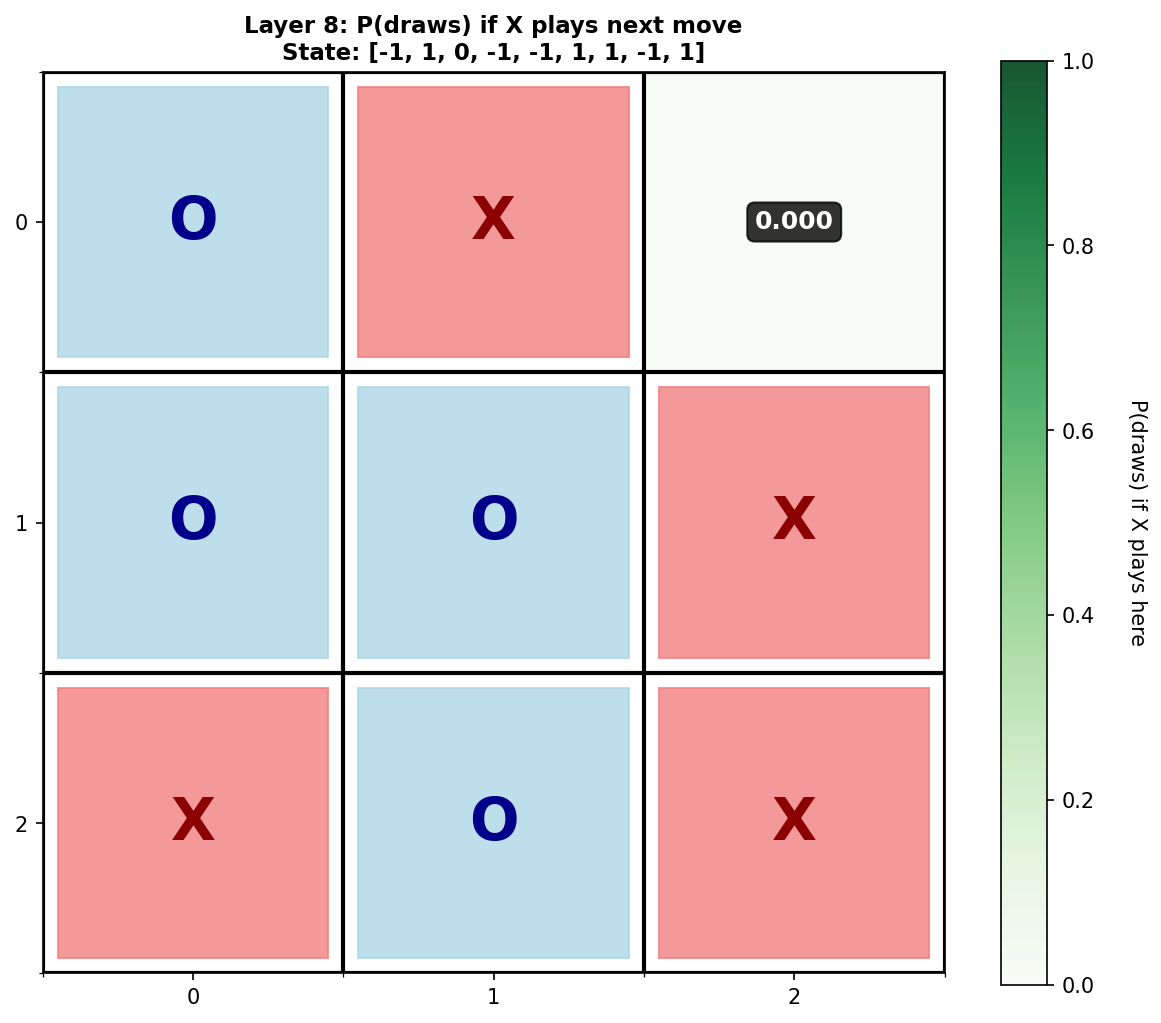 Layer 8: P(draws) if X plays next move
State: [-1, 1, 0, -1, -1, 1, 1, -1, 1]
O X 0.000
O O X
X O X
0
1
2
0 1 2
1.0
0.8
0.6
0.4
0.2
0.0
P(draws) if X plays here